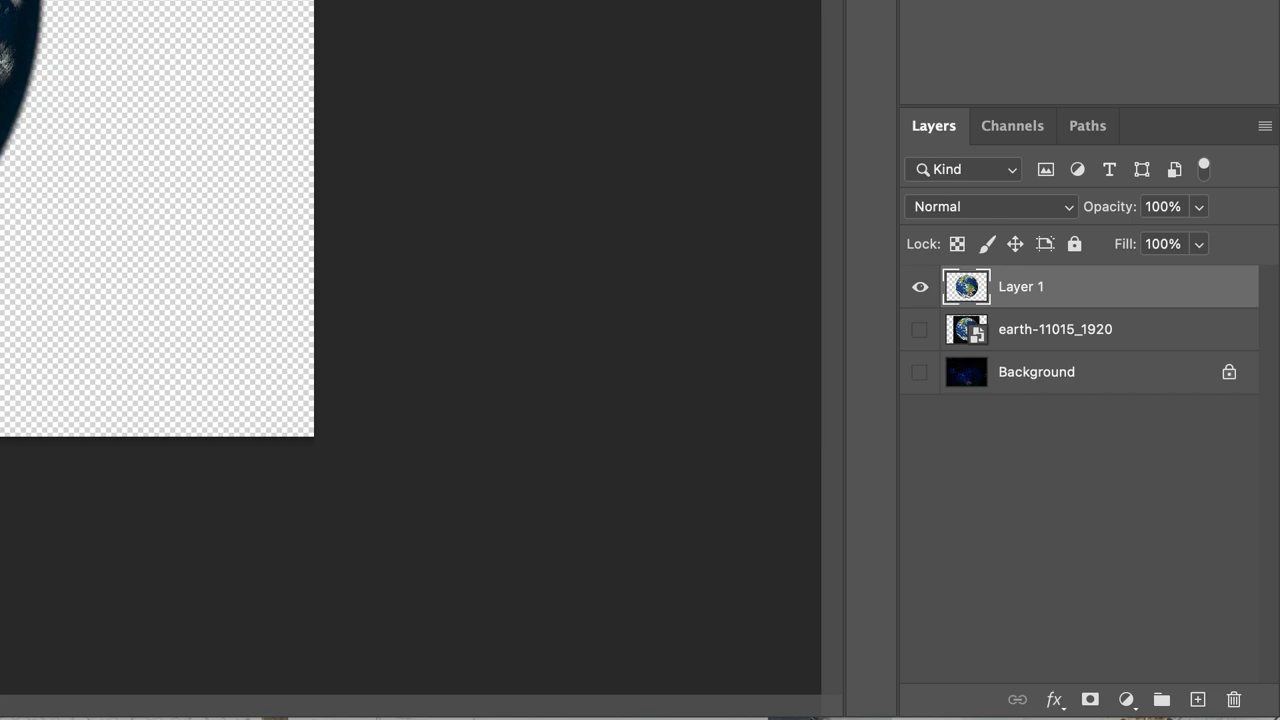 Layers Channels Paths
Kind
Normal Opacity: 100%
Lock: Fill: 100%
Layer 1
earth-11015_1920
Background
fx